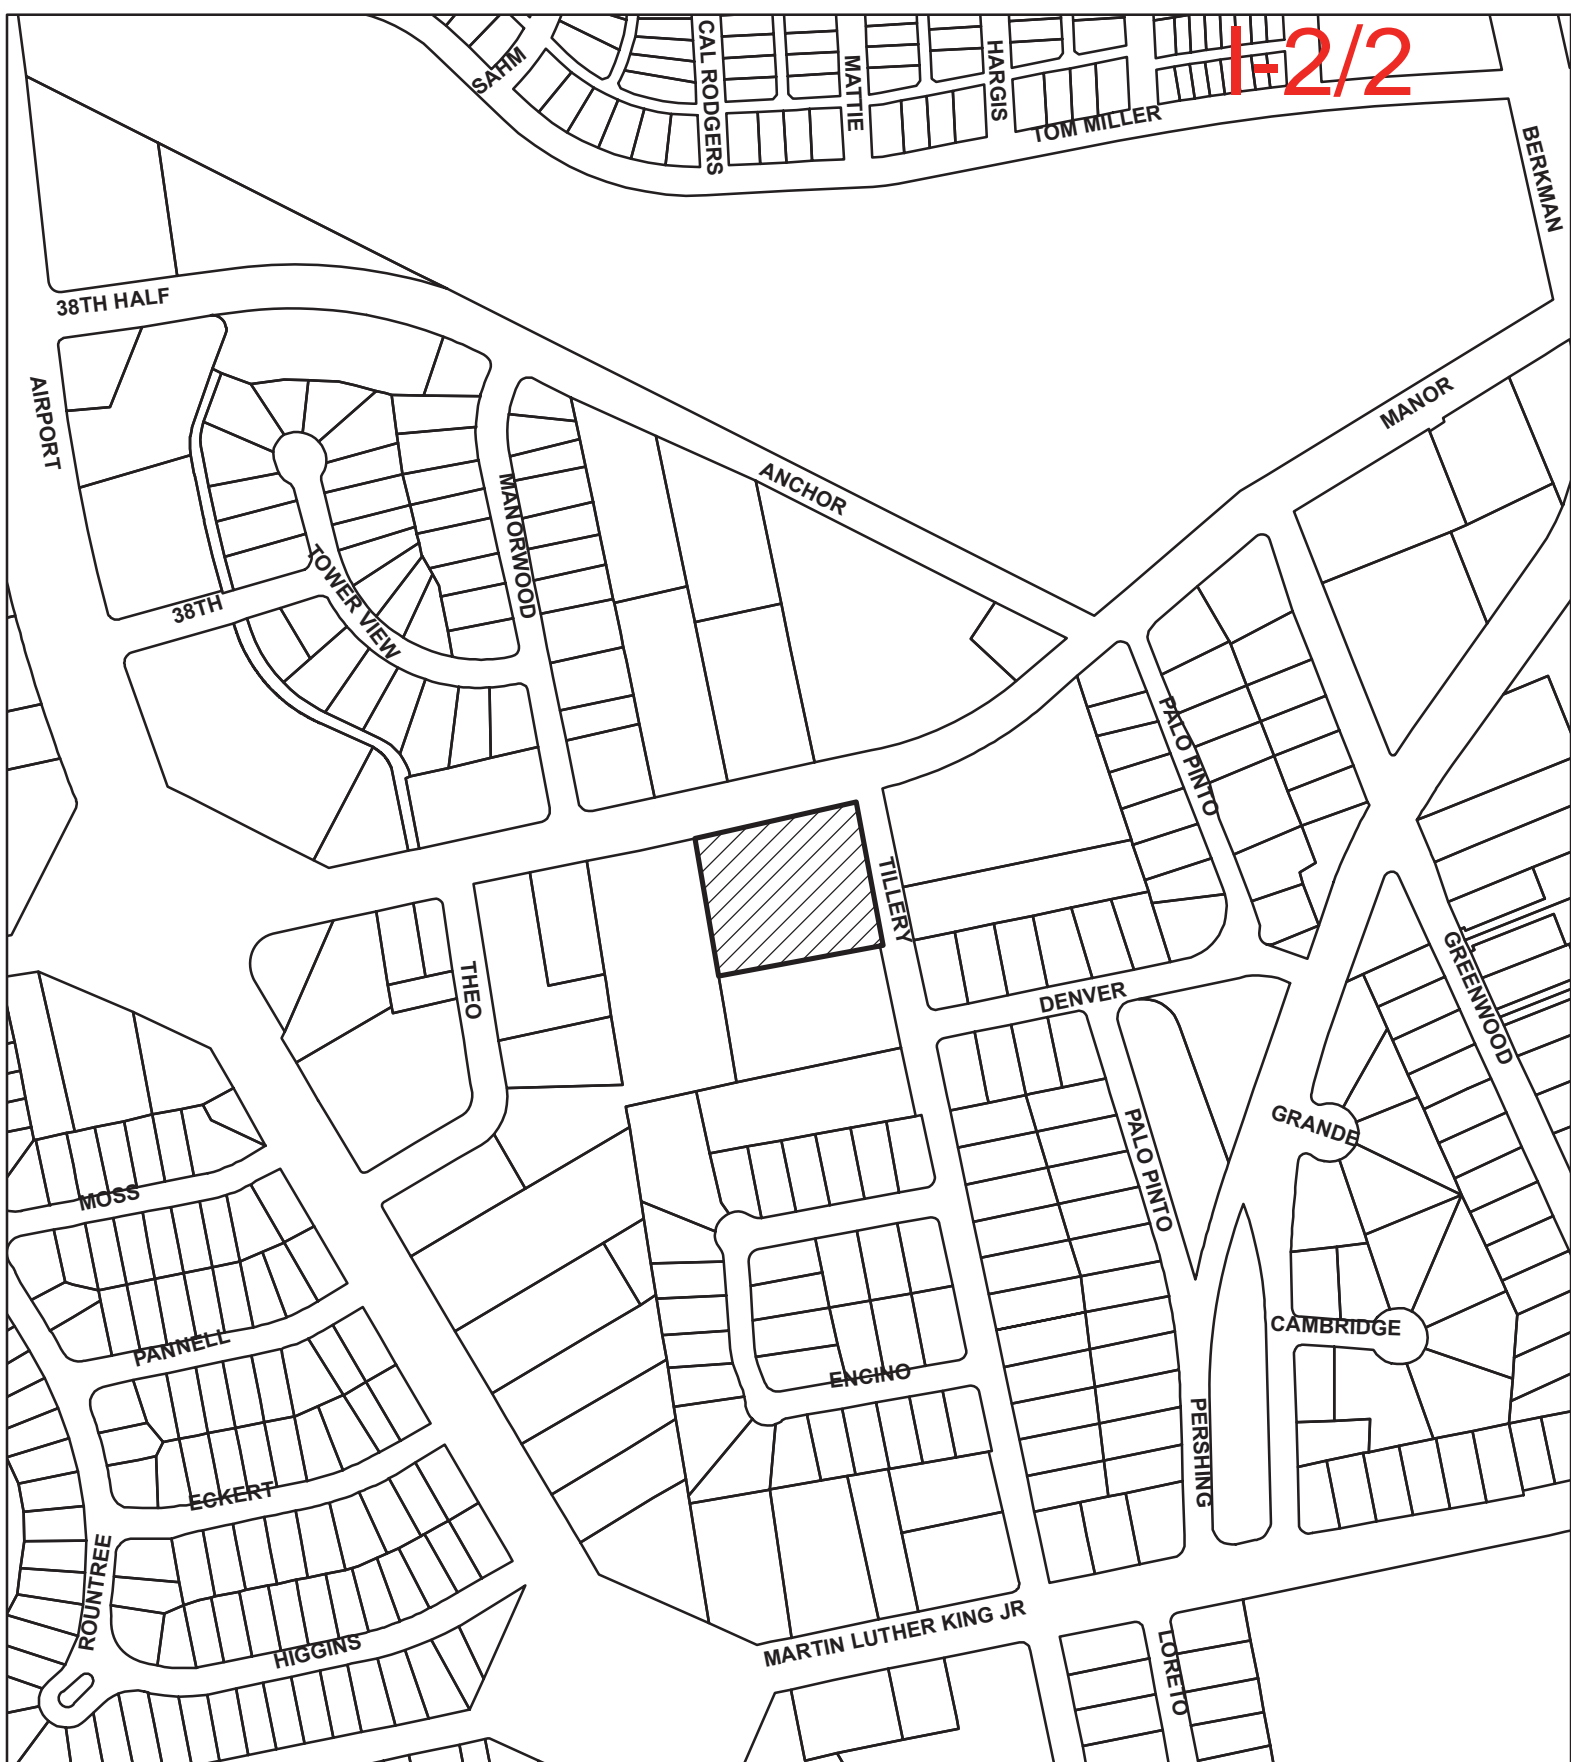 I-2/2
SAHM
CAL RODGERS
MATTIE
HARGIS
TOM MILLER
BERKMAN
38TH HALF
AIRPORT
MANOR
ANCHOR
MANORWOOD
TOWER VIEW
38TH
PALO PINTO
TILLERY
THEO
DENVER
GREENWOOD
GRANDE
PALO PINTO
MOSS
PANNELL
CAMBRIDGE
ENCINO
PERSHING
ECKERT
ROUNTREE
HIGGINS
MARTIN LUTHER KING JR
LORETO